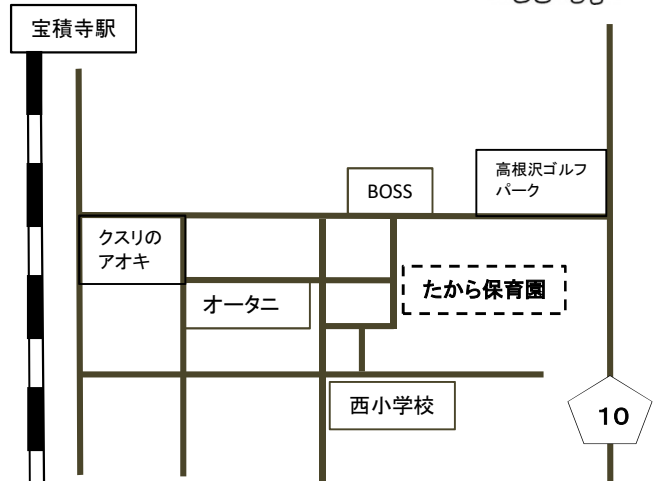 宝積寺駅
高根沢ゴルフ
パーク
BOSS
クスリの
アオキ
たから保育園
オータニ
西小学校
10